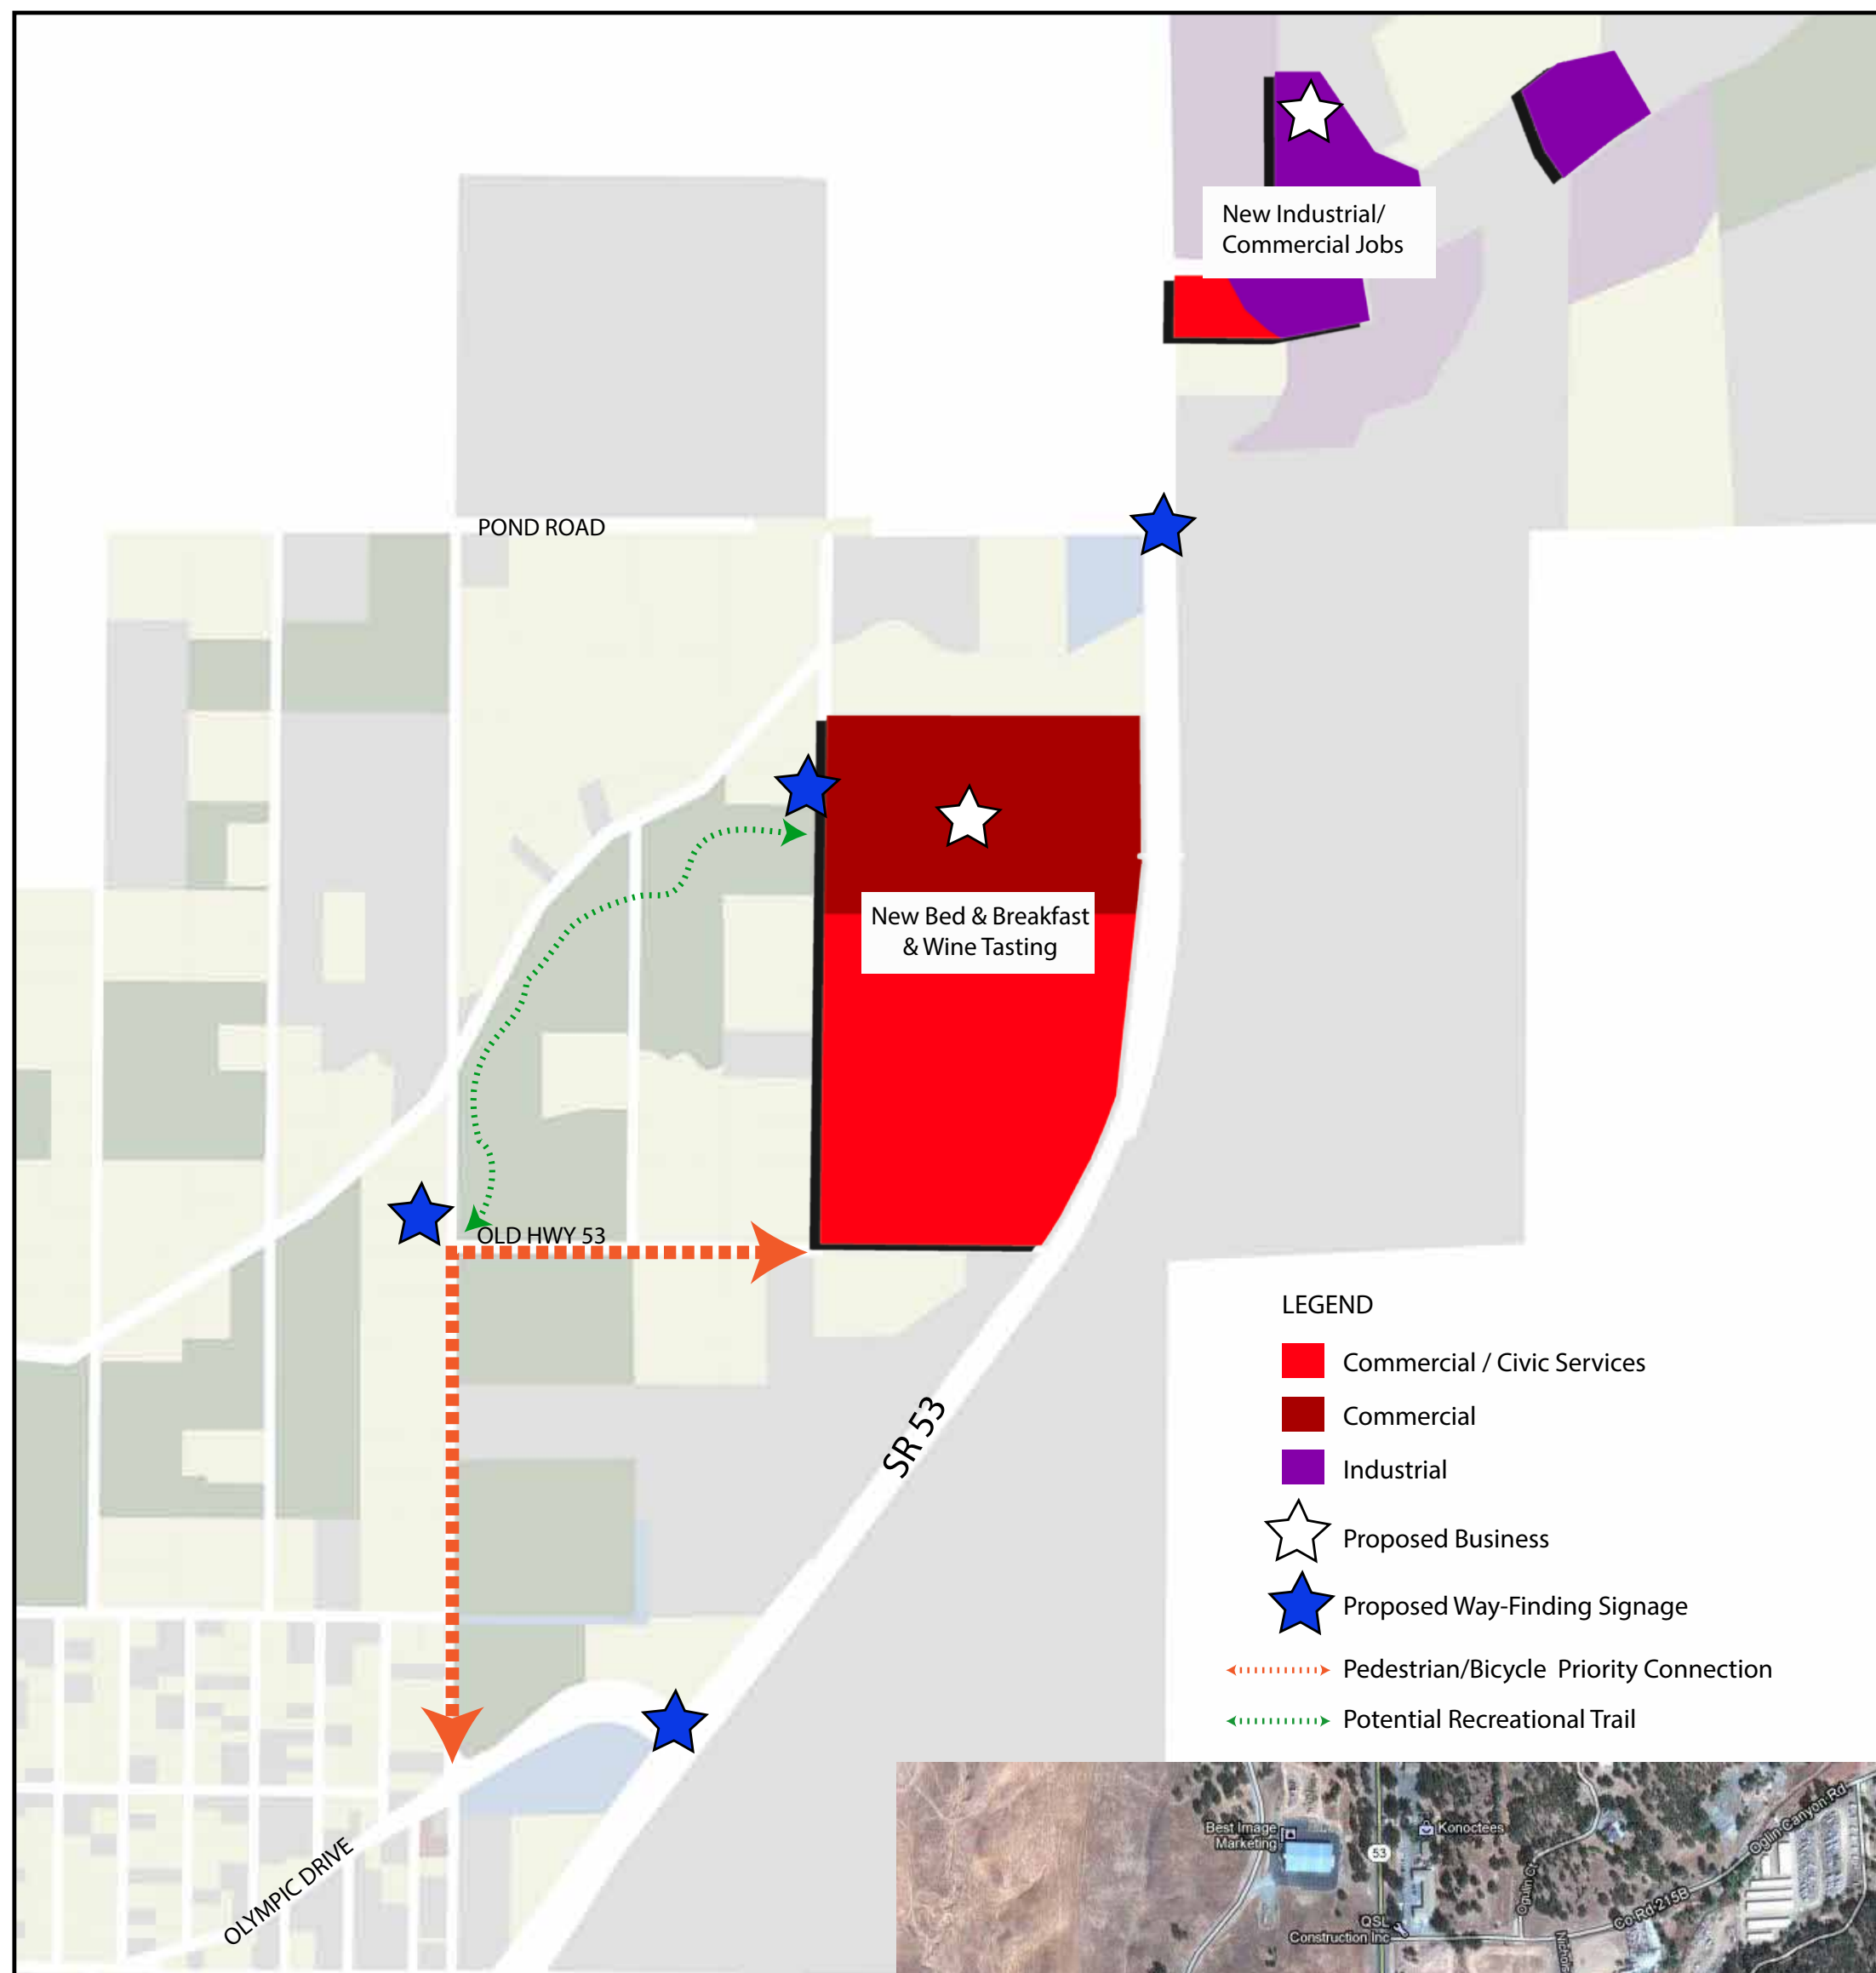 New Industrial/
Commercial Jobs
POND ROAD
New Bed & Breakfast
& Wine Tasting
OLD HWY 53
SR 53
OLYMPIC DRIVE
LEGEND
Commercial / Civic Services
Commercial
Industrial
Proposed Business
Proposed Way-Finding Signage
Pedestrian/Bicycle Priority Connection
Potential Recreational Trail
Best Image
Marketing
Konoctees
53
Ogulin Canyon Rd
Ogulin Ct
Co Rd 215B
QSL
Construction Inc